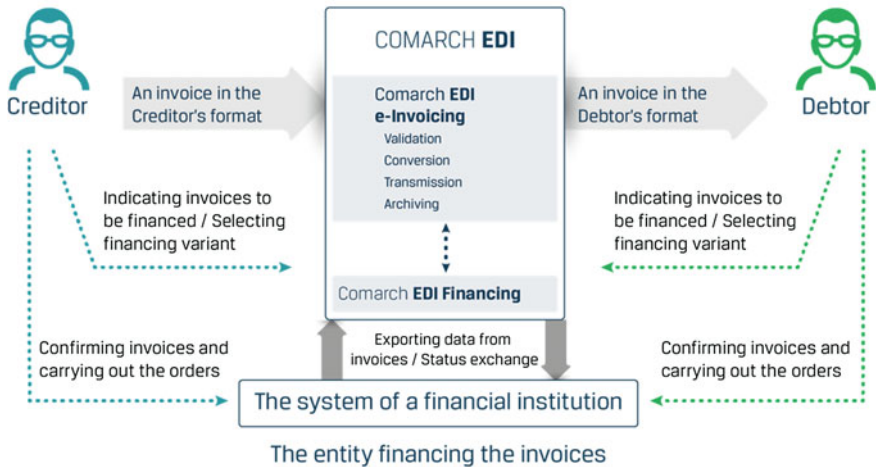 COMARCH EDI
Creditor
An invoice in the
Creditor's format
Comarch EDI
e-Invoicing
Validation
Conversion
Transmission
Archiving
An invoice in the
Debtor's format
Debtor
Indicating invoices to
be financed / Selecting
financing variant
Indicating invoices to
be financed / Selecting
financing variant
Comarch EDI Financing
Confirming invoices and
carrying out the orders
Exporting data from
invoices / Status exchange
Confirming invoices and
carrying out the orders
The system of a financial institution
The entity financing the invoices